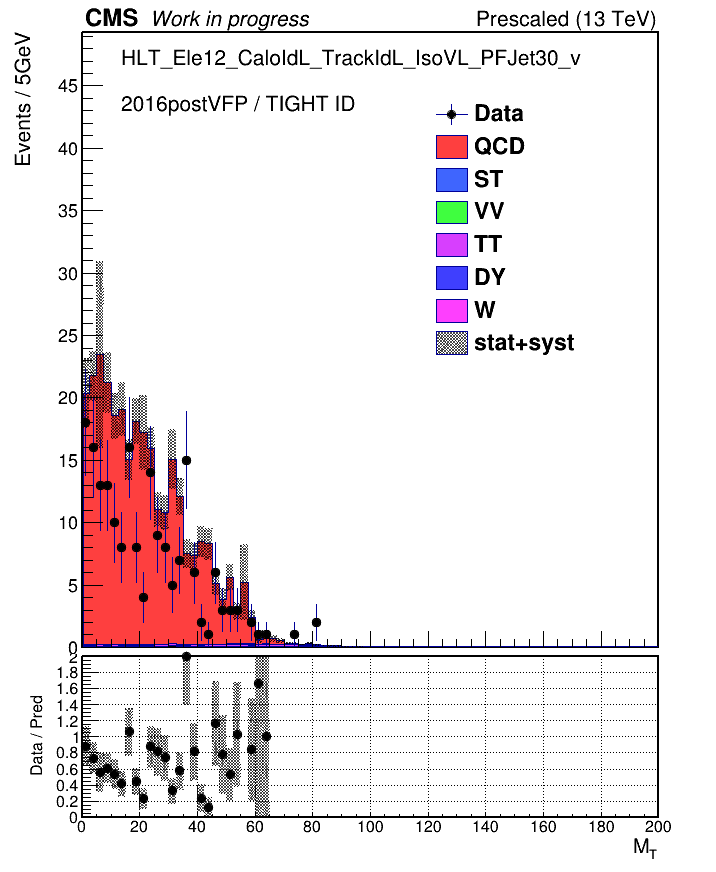 CMS Work in progress Prescaled (13 TeV)
Events / 5GeV
HLT_Ele12_CaloIdL_TrackIdL_IsoVL_PFJet30_v
2016postVFP / TIGHT ID
Data
QCD
ST
VV
TT
DY
W
stat+syst
45
40
35
30
25
20
15
10
5
0
Data / Pred
2
1.8
1.6
1.4
1.2
1
0.8
0.6
0.4
0.2
0
0 20 40 60 80 100 120 140 160 180 200
M_T